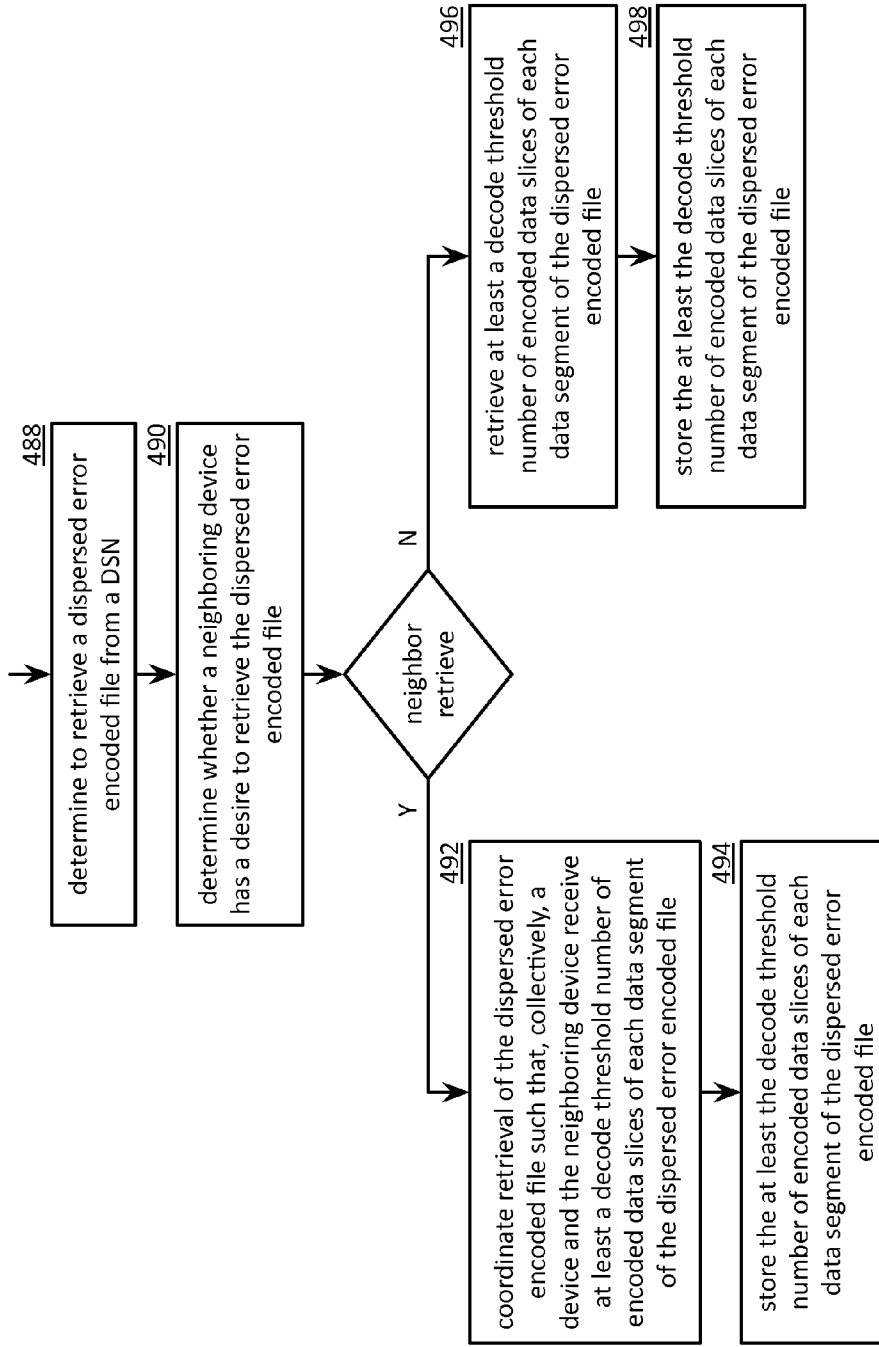 488
determine to retrieve a dispersed error
encoded file from a DSN
490
determine whether a neighboring device
has a desire to retrieve the dispersed error
encoded file
neighbor
retrieve
Y
N
492
coordinate retrieval of the dispersed error
encoded file such that, collectively, a
device and the neighboring device receive
at least a decode threshold number of
encoded data slices of each data segment
of the dispersed error encoded file
494
store the at least the decode threshold
number of encoded data slices of each
data segment of the dispersed error
encoded file
496
retrieve at least a decode threshold
number of encoded data slices of each
data segment of the dispersed error
encoded file
498
store the at least the decode threshold
number of encoded data slices of each
data segment of the dispersed error
encoded file